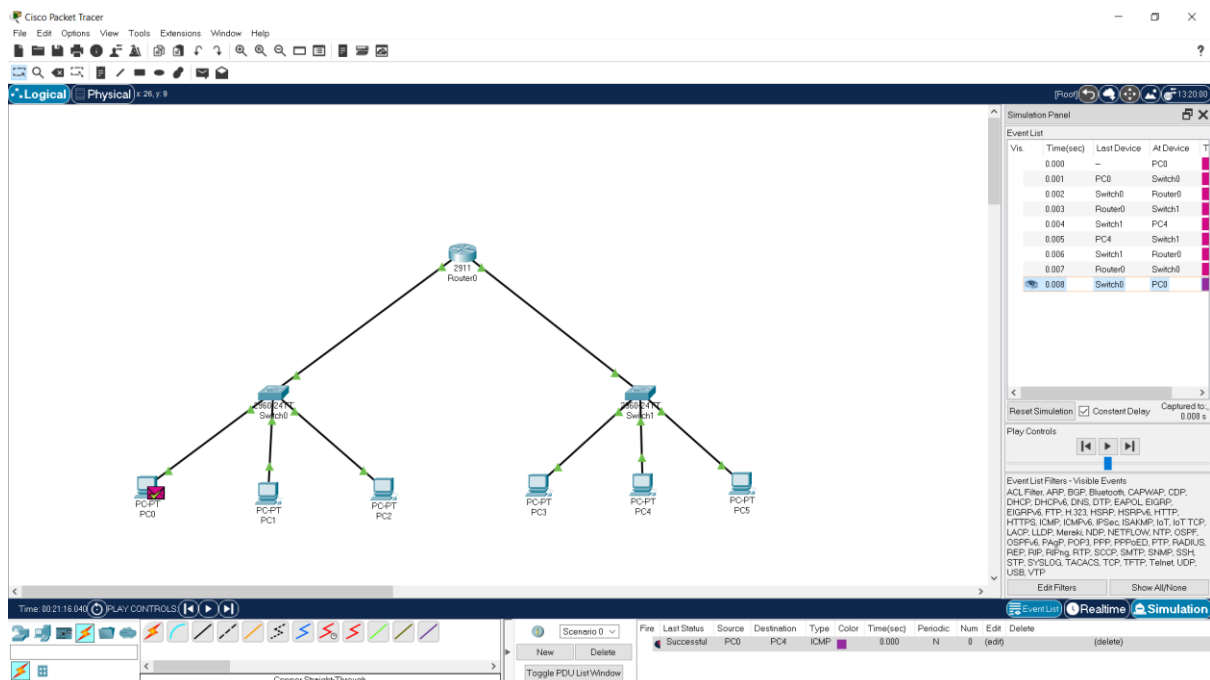 Cisco Packet Tracer
File Edit Options View Tools Extensions Window Help
?
Logical Physical x: 26, y: 9
[Root] 13:20:00
Simulation Panel
Event List
Vis. Time(sec) Last Device At Device T
0.000 -- PC0
0.001 PC0 Switch0
0.002 Switch0 Router0
0.003 Router0 Switch1
0.004 Switch1 PC4
0.005 PC4 Switch1
0.006 Switch1 Router0
0.007 Router0 Switch0
0.008 Switch0 PC0
Reset Simulation Constant Delay Captured to:
0.008 s
Play Controls
Event List Filters - Visible Events
ACL Filter, ARP, BGP, Bluetooth, CAPWAP, CDP,
DHCP, DHCPv6, DNS, DTP, EAPOL, EIGRP,
EIGRPv6, FTP, H.323, HSRP, HSRPv6, HTTP,
HTTPS, ICMP, ICMPv6, IPSec, ISAKMP, IoT, IoT TCP,
LACP, LLDP, Meraki, NDP, NETFLOW, NTP, OSPF,
OSPFv6, PAgP, POP3, PPP, PPPoED, PTP, RADIUS,
REP, RIP, RIPng, RTP, SCCP, SMTP, SNMP, SSH,
STP, SYSLOG, TACACS, TCP, TFTP, Telnet, UDP,
USB, VTP
Edit Filters Show All/None
2911
Router0
2960-24TT
Switch0
2960-24TT
Switch1
PC-PT
PC0
PC-PT
PC1
PC-PT
PC2
PC-PT
PC3
PC-PT
PC4
PC-PT
PC5
Time: 00:21:16.040 PLAY CONTROLS:
Event List Realtime Simulation
Scenario 0
New Delete
Toggle PDU List Window
Fire Last Status Source Destination Type Color Time(sec) Periodic Num Edit Delete
Successful PC0 PC4 ICMP 0.000 N 0 (edit) (delete)
Copper Straight-Through